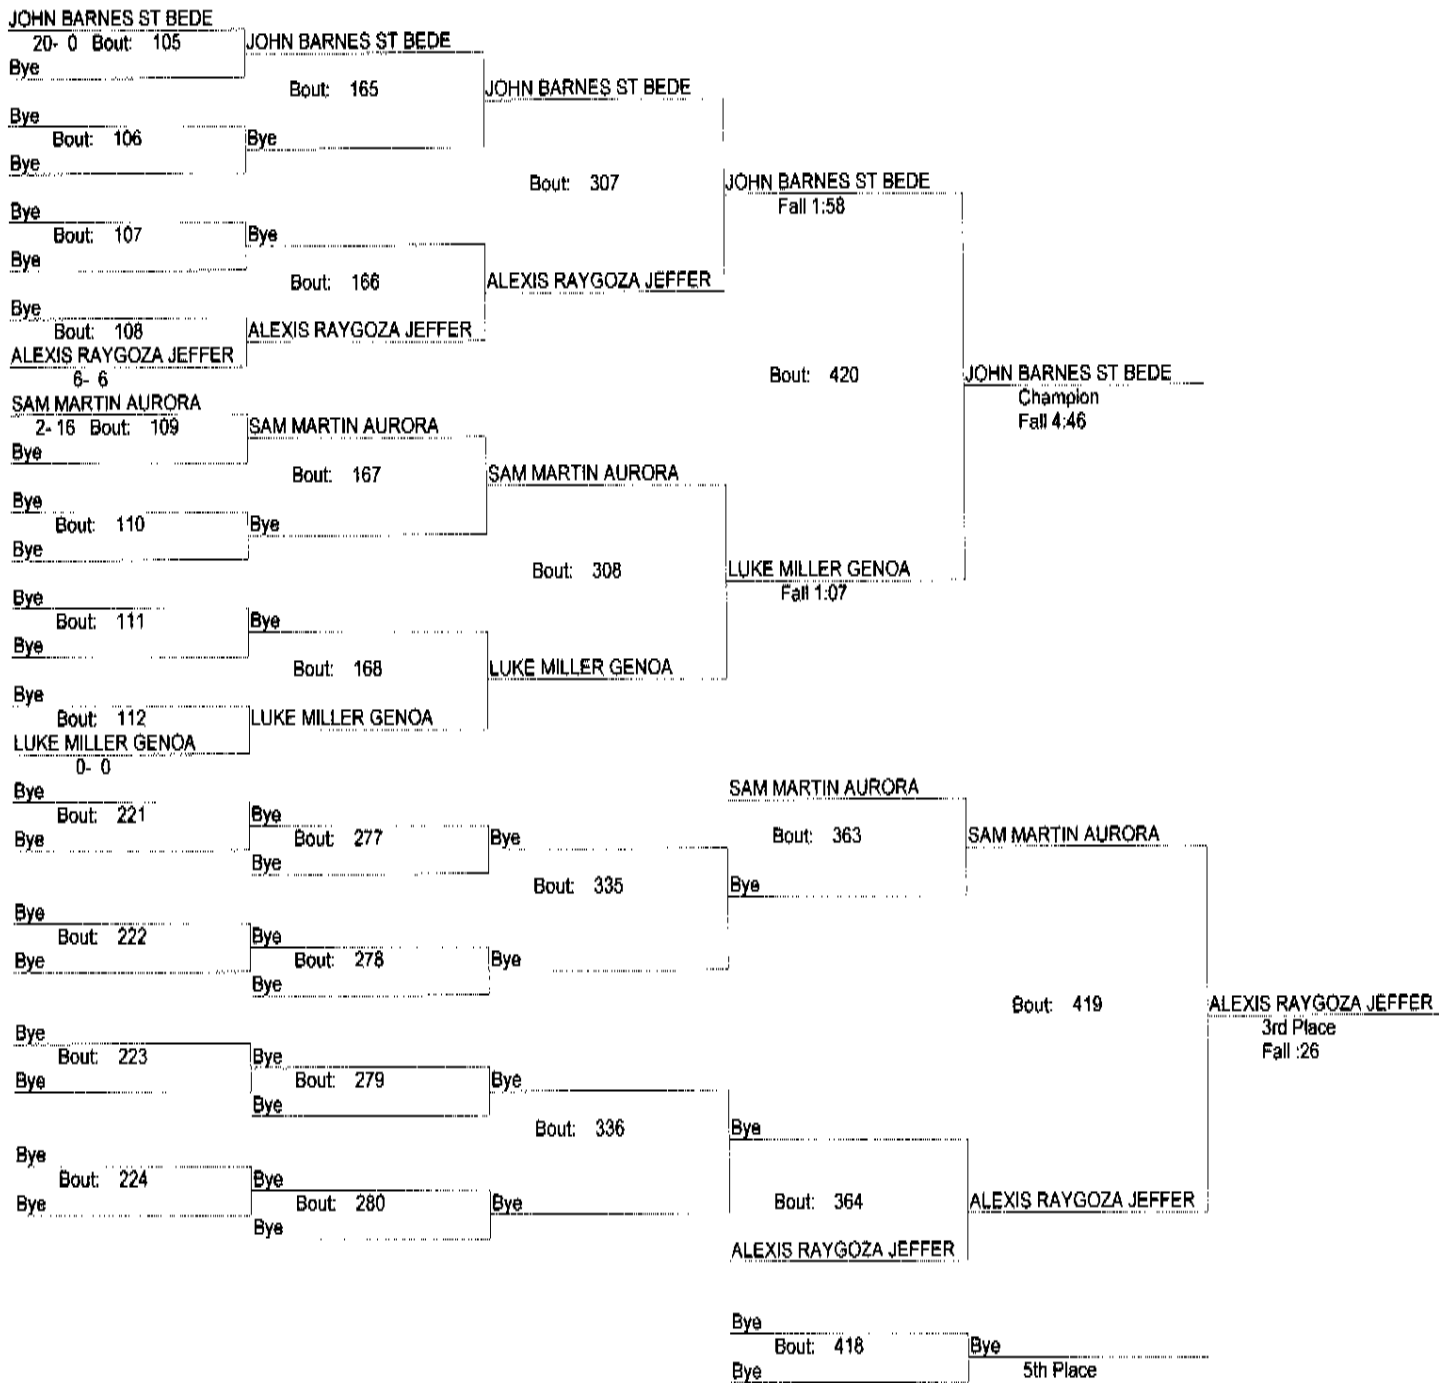 JOHN BARNES ST BEDE
20- 0 Bout: 105
JOHN BARNES ST BEDE
Bye
Bout: 165
JOHN BARNES ST BEDE
Bye
Bout: 106
Bye
Bye
Bout: 307
JOHN BARNES ST BEDE
Fall 1:58
Bye
Bout: 107
Bye
Bye
Bout: 166
ALEXIS RAYGOZA JEFFER
Bye
Bout: 108
ALEXIS RAYGOZA JEFFER
ALEXIS RAYGOZA JEFFER
6- 6
Bout: 420
JOHN BARNES ST BEDE
Champion
Fall 4:46
SAM MARTIN AURORA
2- 16 Bout: 109
SAM MARTIN AURORA
Bye
Bout: 167
SAM MARTIN AURORA
Bye
Bout: 110
Bye
Bye
Bout: 308
LUKE MILLER GENOA
Fall 1:07
Bye
Bout: 111
Bye
Bye
Bout: 168
LUKE MILLER GENOA
Bye
Bout: 112
LUKE MILLER GENOA
LUKE MILLER GENOA
0- 0
Bye
Bout: 221
Bye
Bye
Bout: 277
Bye
Bye
SAM MARTIN AURORA
Bout: 363
SAM MARTIN AURORA
Bout: 335
Bye
Bye
Bout: 222
Bye
Bye
Bout: 278
Bye
Bye
Bout: 419
ALEXIS RAYGOZA JEFFER
3rd Place
Fall :26
Bye
Bout: 223
Bye
Bye
Bout: 279
Bye
Bye
Bout: 336
Bye
Bye
Bout: 224
Bye
Bye
Bout: 280
Bye
Bye
Bout: 364
ALEXIS RAYGOZA JEFFER
ALEXIS RAYGOZA JEFFER
Bye
Bout: 418
Bye
Bye
5th Place